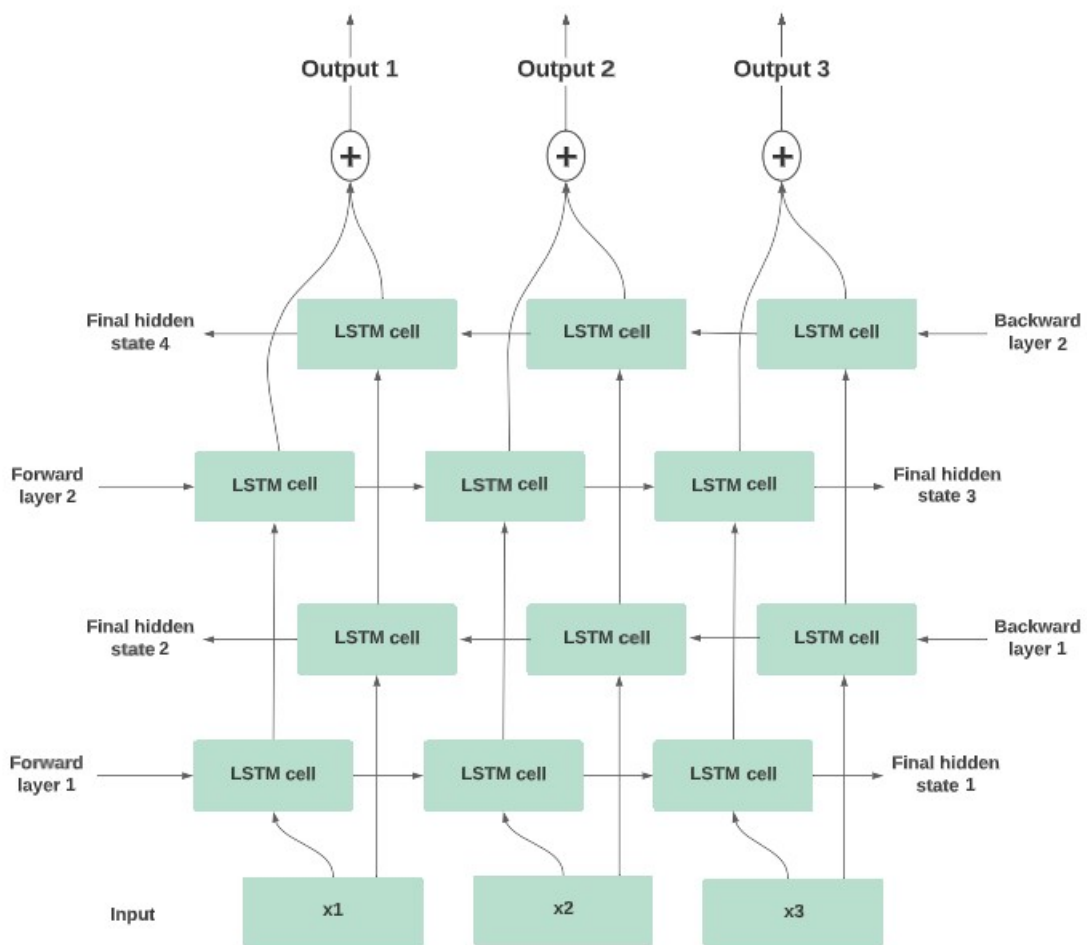 Output 1
Output 2
Output 3
+
+
+
Final hidden
state 4
LSTM cell
LSTM cell
LSTM cell
Backward
layer 2
Forward
layer 2
LSTM cell
LSTM cell
LSTM cell
Final hidden
state 3
Final hidden
state 2
LSTM cell
LSTM cell
LSTM cell
Backward
layer 1
Forward
layer 1
LSTM cell
LSTM cell
LSTM cell
Final hidden
state 1
Input
x1
x2
x3